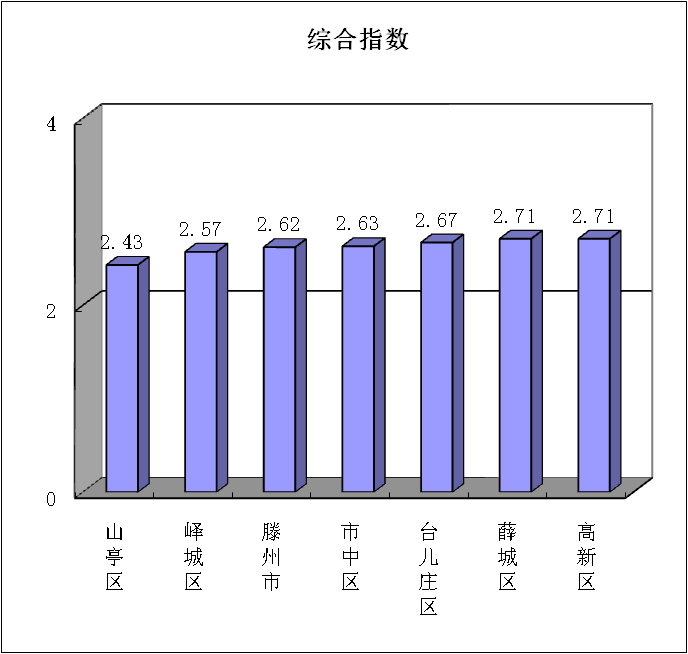 综合指数
4
2
0
2.43
2.57
2.62
2.63
2.67
2.71
2.71
山亭区
峄城区
滕州市
市中区
台儿庄区
薛城区
高新区